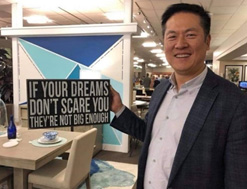 IF YOUR DREAMS
DON'T SCARE YOU
THEY'RE NOT BIG ENOUGH